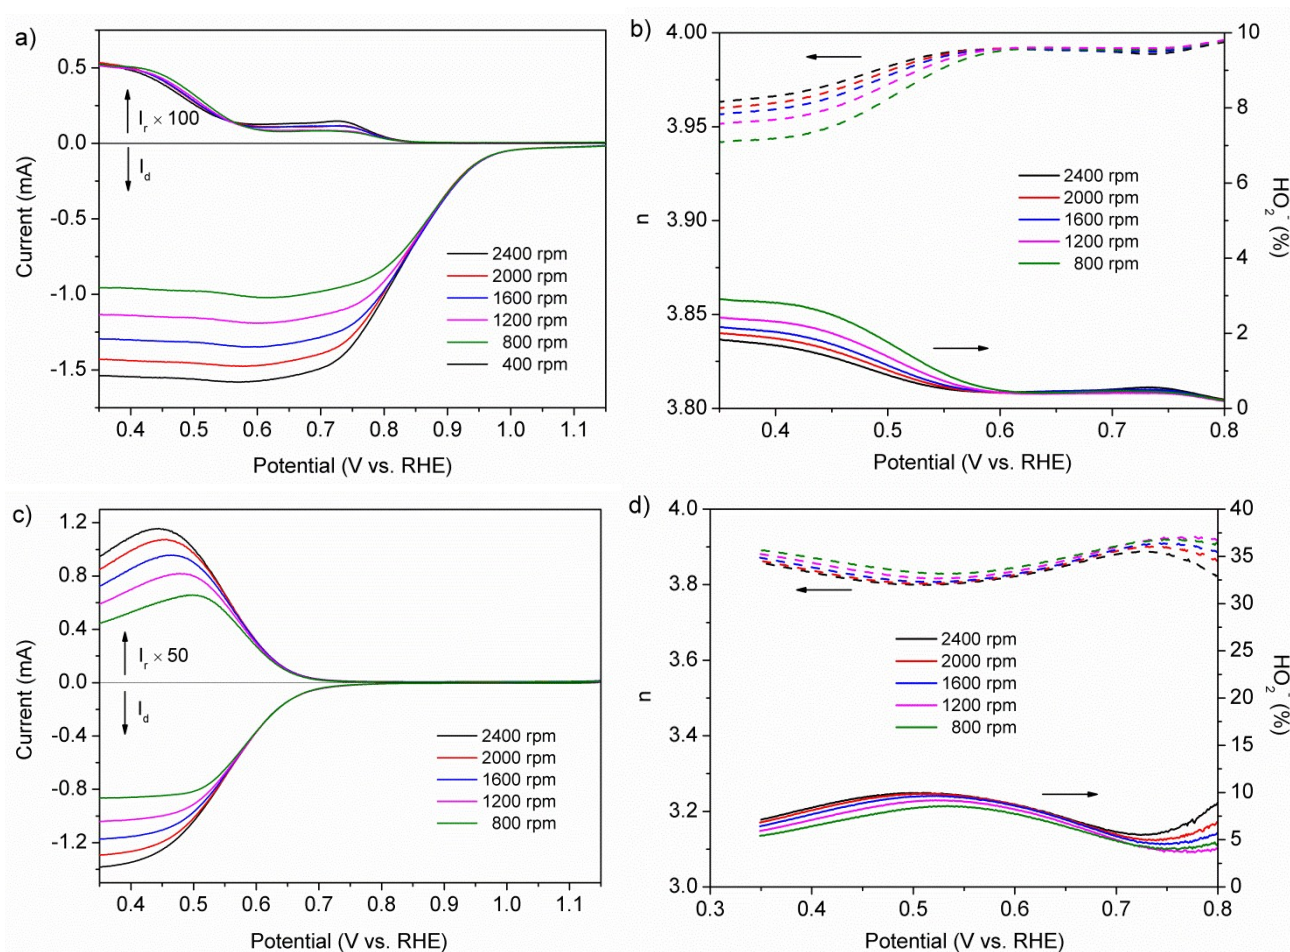 a)
0.5
0.0
-0.5
-1.0
-1.5
Current (mA)
I_r × 100
I_d
2400 rpm
2000 rpm
1600 rpm
1200 rpm
800 rpm
400 rpm
0.4 0.5 0.6 0.7 0.8 0.9 1.0 1.1
Potential (V vs. RHE)
b)
4.00
3.95
3.90
3.85
3.80
n
10
8
6
4
2
0
HO2- (%)
2400 rpm
2000 rpm
1600 rpm
1200 rpm
800 rpm
0.4 0.5 0.6 0.7 0.8
Potential (V vs. RHE)
c)
1.2
0.8
0.4
0.0
-0.4
-0.8
-1.2
Current (mA)
I_r × 50
I_d
2400 rpm
2000 rpm
1600 rpm
1200 rpm
800 rpm
0.4 0.5 0.6 0.7 0.8 0.9 1.0 1.1
Potential (V vs. RHE)
d)
4.0
3.8
3.6
3.4
3.2
3.0
n
40
35
30
25
20
15
10
5
0
HO2- (%)
2400 rpm
2000 rpm
1600 rpm
1200 rpm
800 rpm
0.3 0.4 0.5 0.6 0.7 0.8
Potential (V vs. RHE)